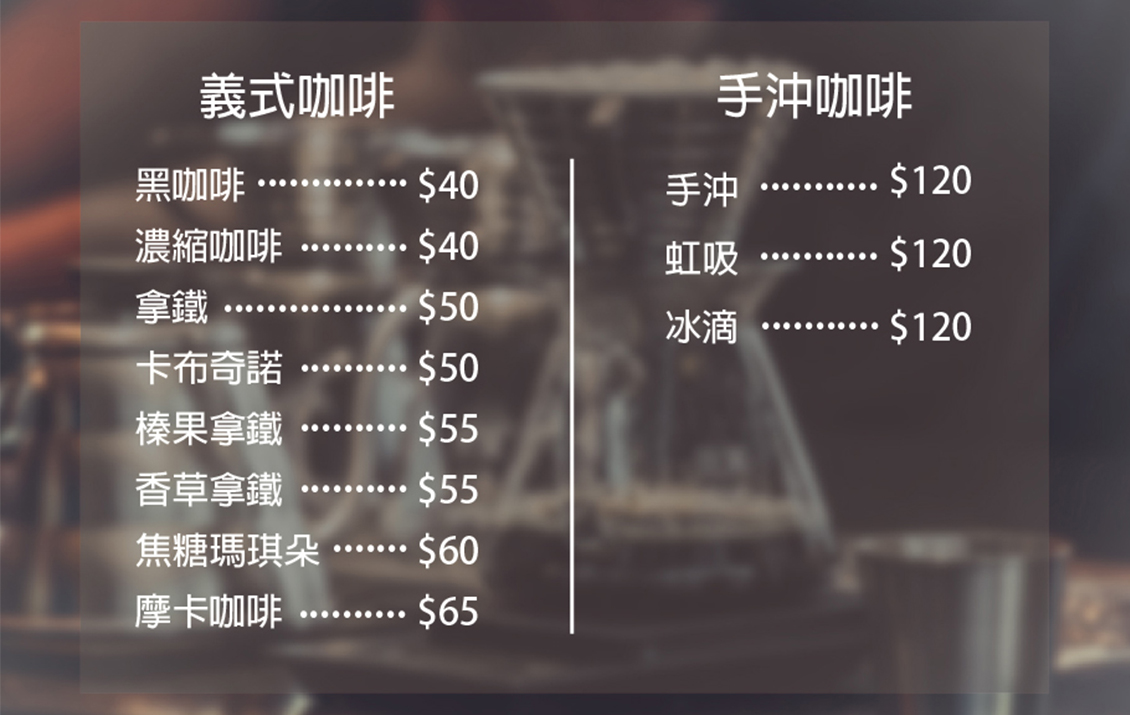 義式咖啡
黑咖啡 ·············· $40
濃縮咖啡 ·········· $40
拿鐵 ················· $50
卡布奇諾 ·········· $50
榛果拿鐵 ·········· $55
香草拿鐵 ·········· $55
焦糖瑪琪朵 ······· $60
摩卡咖啡 ·········· $65
手沖咖啡
手沖 ··········· $120
虹吸 ··········· $120
冰滴 ··········· $120